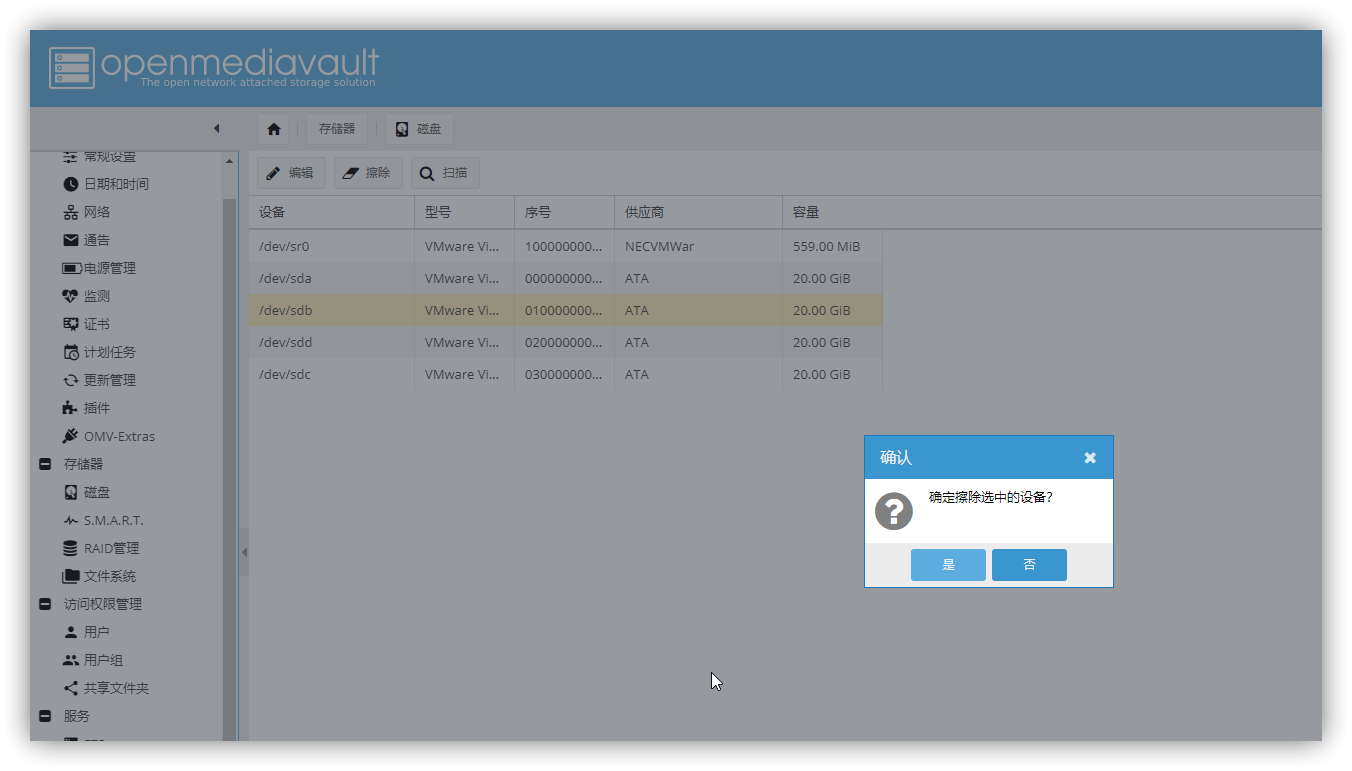 openmediavault
The open network attached storage solution
存储器 磁盘
常规设置
编辑 擦除 扫描
日期和时间
网络
通告
电源管理
监测
证书
计划任务
更新管理
插件
OMV-Extras
存储器
磁盘
S.M.A.R.T.
RAID管理
文件系统
访问权限管理
用户
用户组
共享文件夹
服务
设备 型号 序号 供应商 容量
/dev/sr0 VMware Vi... 100000000... NECVMWar 559.00 MiB
/dev/sda VMware Vi... 000000000... ATA 20.00 GiB
/dev/sdb VMware Vi... 010000000... ATA 20.00 GiB
/dev/sdd VMware Vi... 020000000... ATA 20.00 GiB
/dev/sdc VMware Vi... 030000000... ATA 20.00 GiB
确认
确定擦除选中的设备?
是 否